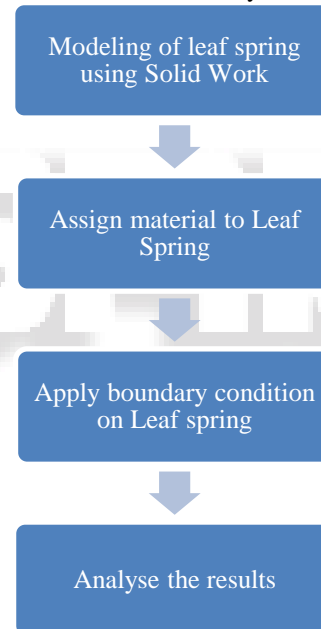 Modeling of leaf spring
using Solid Work
Assign material to Leaf
Spring
Apply boundary condition
on Leaf spring
Analyse the results